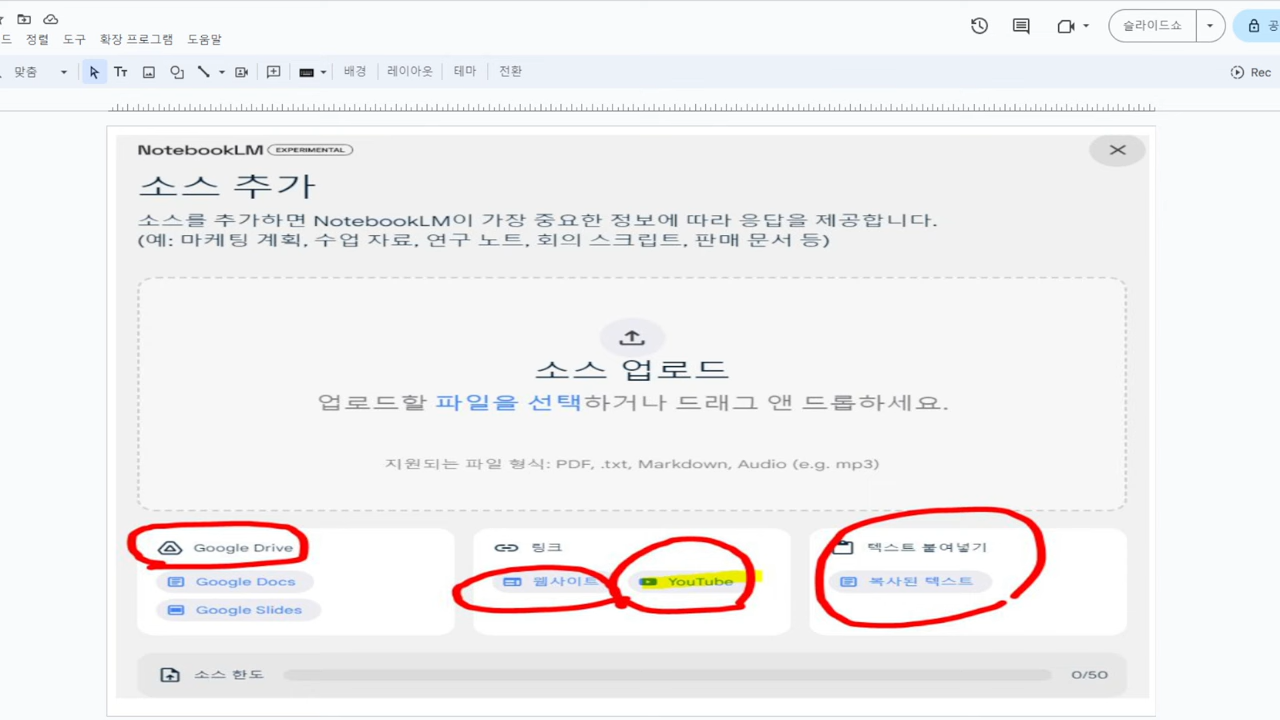 정렬 도구 확장 프로그램 도움말
슬라이드쇼
맞춤 배경 레이아웃 테마 전환 Rec
NotebookLM EXPERIMENTAL
소스 추가
소스를 추가하면 NotebookLM이 가장 중요한 정보에 따라 응답을 제공합니다.
(예: 마케팅 계획, 수업 자료, 연구 노트, 회의 스크립트, 판매 문서 등)
소스 업로드
업로드할 파일을 선택하거나 드래그 앤 드롭하세요.
지원되는 파일 형식: PDF, .txt, Markdown, Audio (e.g. mp3)
Google Drive
Google Docs
Google Slides
링크
웹사이트 YouTube
텍스트 붙여넣기
복사된 텍스트
소스 한도 0/50